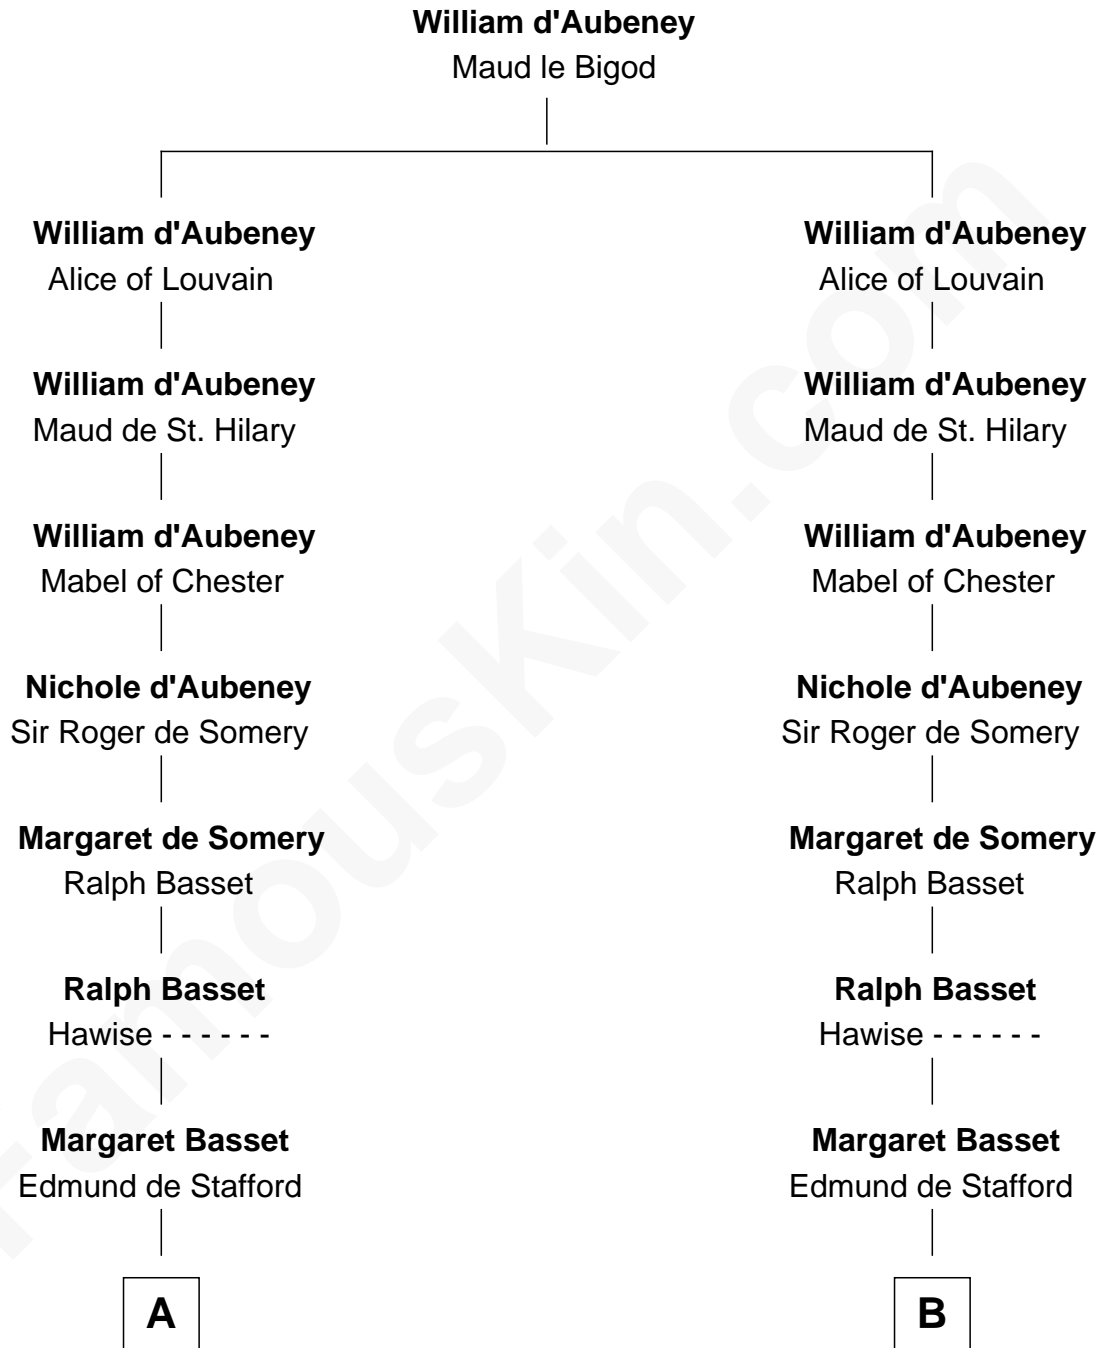 William d'Aubeney
Maud le Bigod
William d'Aubeney
Alice of Louvain
William d'Aubeney
Maud de St. Hilary
William d'Aubeney
Mabel of Chester
Nichole d'Aubeney
Sir Roger de Somery
Margaret de Somery
Ralph Basset
Ralph Basset
Hawise - - - - - -
Margaret Basset
Edmund de Stafford
A
William d'Aubeney
Alice of Louvain
William d'Aubeney
Maud de St. Hilary
William d'Aubeney
Mabel of Chester
Nichole d'Aubeney
Sir Roger de Somery
Margaret de Somery
Ralph Basset
Ralph Basset
Hawise - - - - - -
Margaret Basset
Edmund de Stafford
B
FamousKin.com